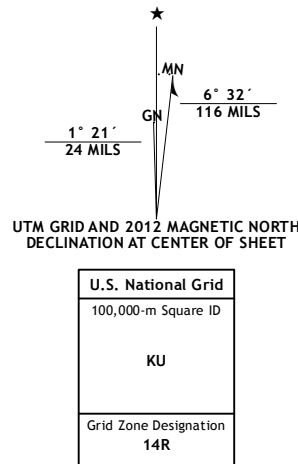 MN
GN
6° 32´
116 MILS
1° 21´
24 MILS
UTM GRID AND 2012 MAGNETIC NORTH
DECLINATION AT CENTER OF SHEET
U.S. National Grid
100,000-m Square ID
KU
Grid Zone Designation
14R